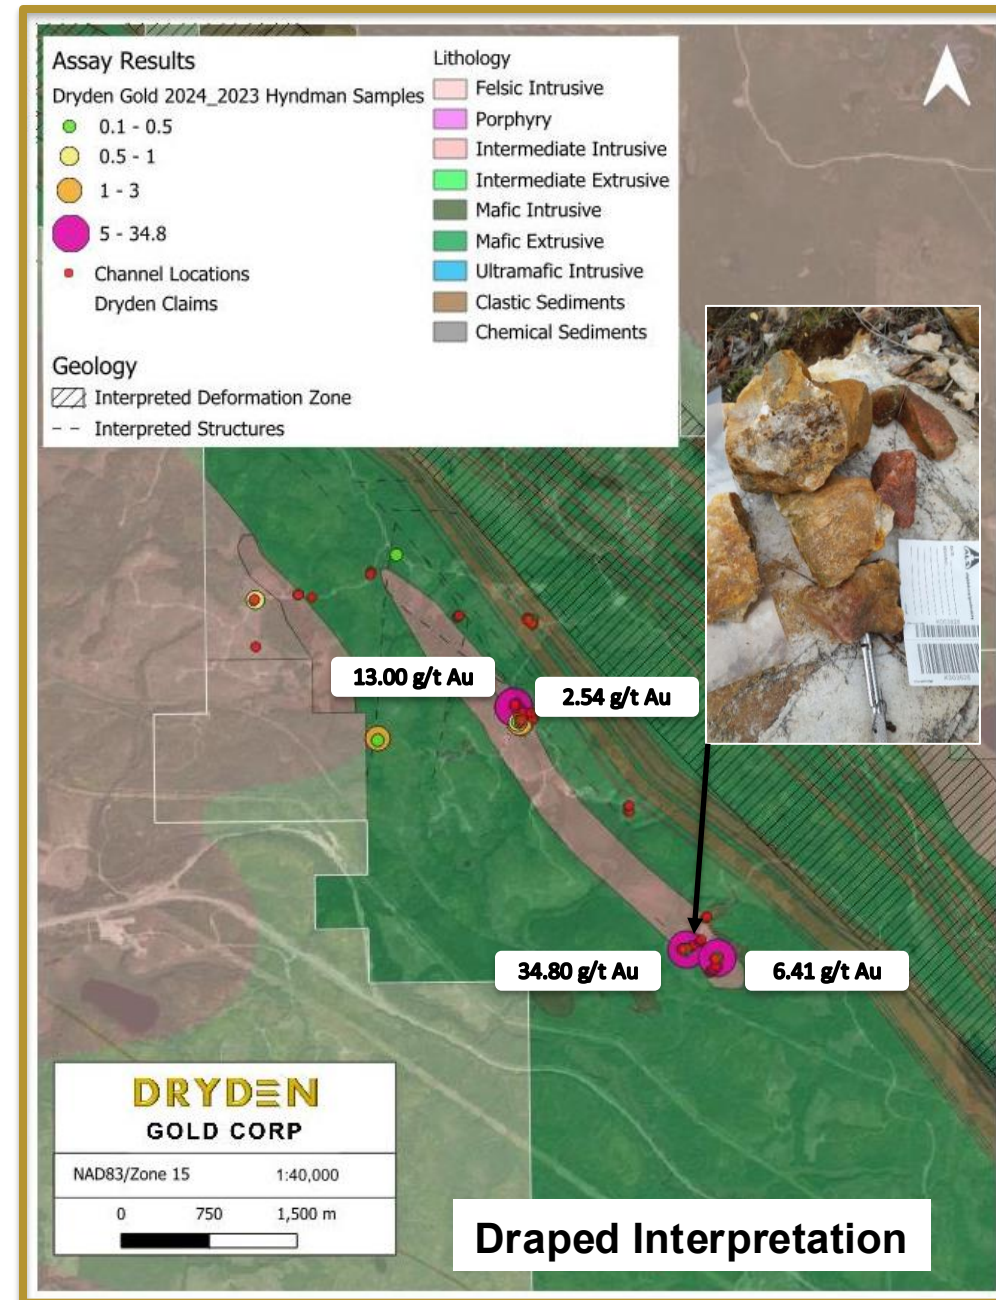 Assay Results
Dryden Gold 2024_2023 Hyndman Samples
0.1 - 0.5
0.5 - 1
1 - 3
5 - 34.8
Channel Locations
Dryden Claims
Geology
Interpreted Deformation Zone
Interpreted Structures
Lithology
Felsic Intrusive
Porphyry
Intermediate Intrusive
Intermediate Extrusive
Mafic Intrusive
Mafic Extrusive
Ultramafic Intrusive
Clastic Sediments
Chemical Sediments
13.00 g/t Au
2.54 g/t Au
34.80 g/t Au
6.41 g/t Au
DRYDEN
GOLD CORP
NAD83/Zone 15 1:40,000
0 750 1,500 m
Draped Interpretation